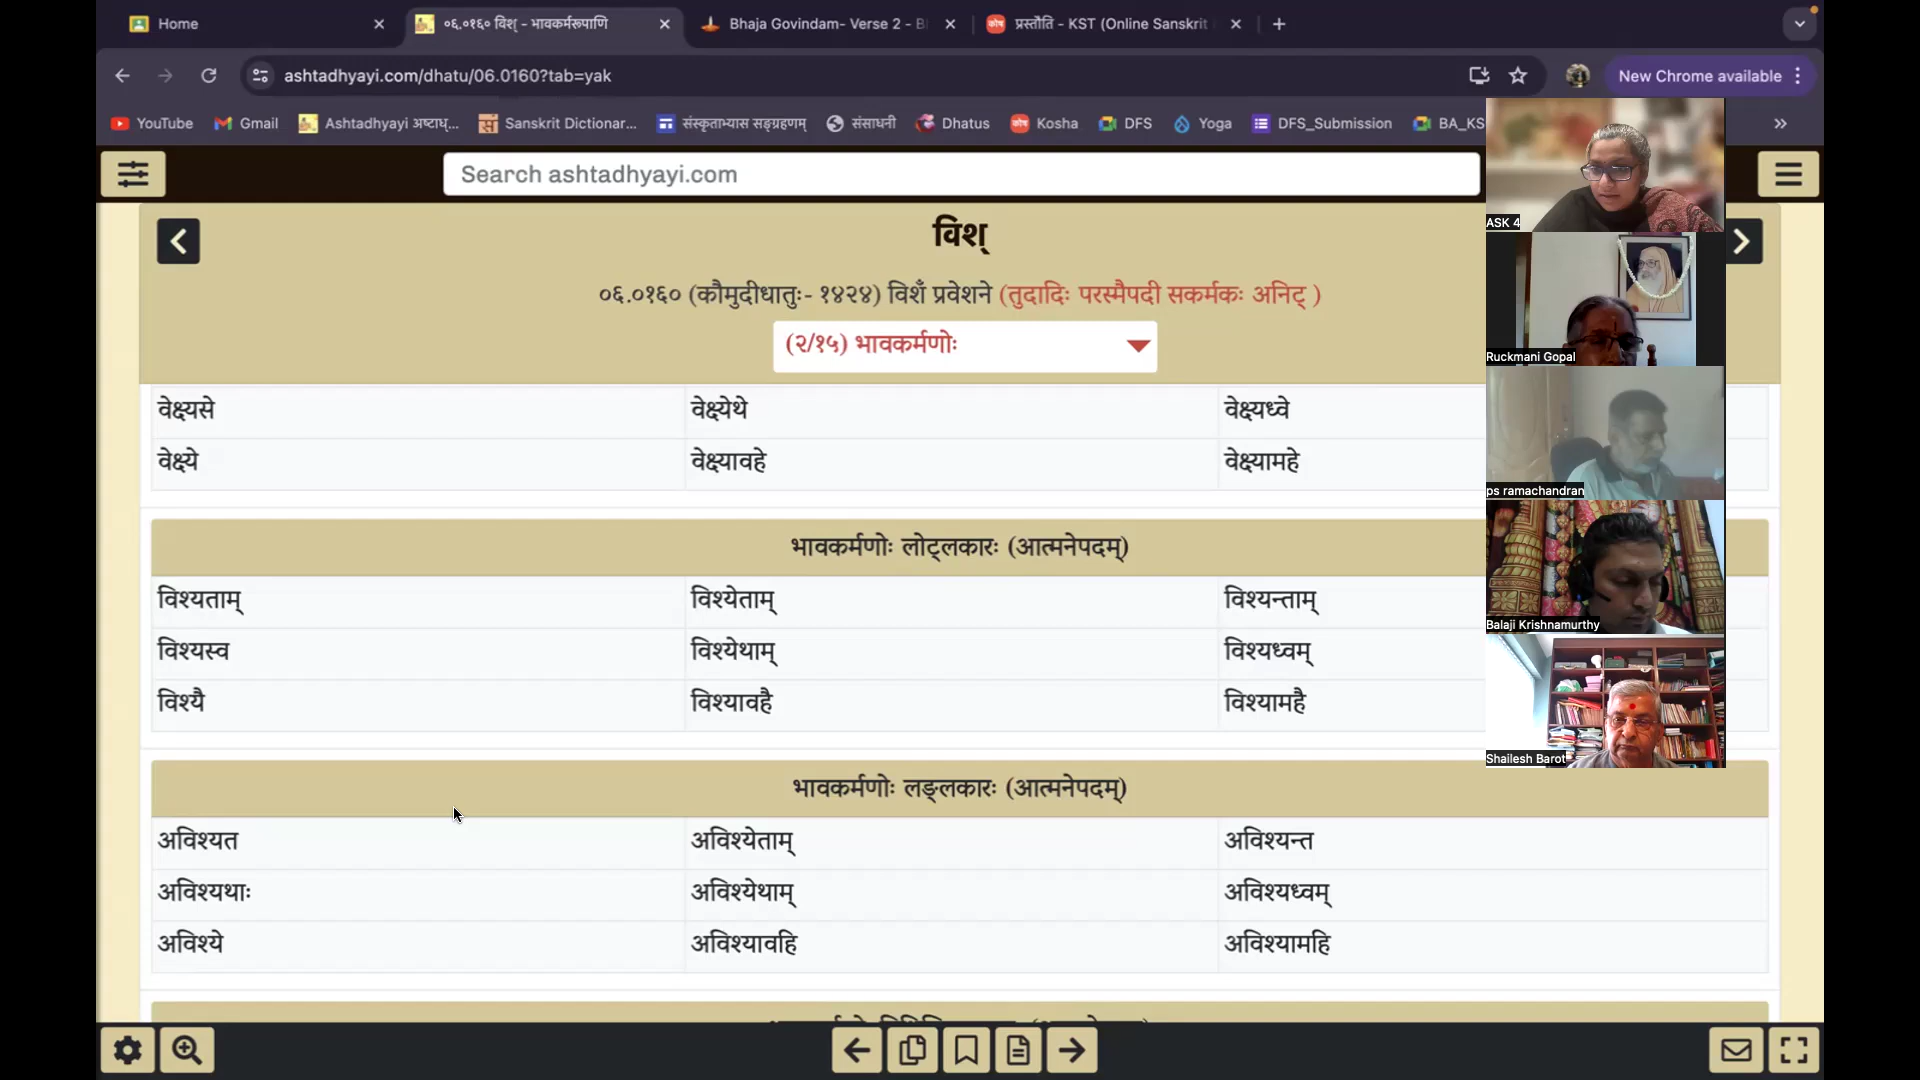 Home
०६.०१६० विश् - भावकर्मरूपाणि
Bhaja Govindam- Verse 2 - B
प्रस्तौति - KST (Online Sanskrit
ashtadhyayi.com/dhatu/06.0160?tab=yak
New Chrome available
YouTube
Gmail
Ashtadhyayi अष्टाध्...
Sanskrit Dictionar...
संस्कृताभ्यास सङ्ग्रहणम्
संसाधनी
Dhatus
कोष Kosha
DFS
Yoga
DFS_Submission
BA_KS
Search ashtadhyayi.com
विश्
०६.०१६० (कौमुदीधातुः- १४२४) विशँ प्रवेशने (तुदादिः परस्मैपदी सकर्मकः अनिट् )
(२/१५) भावकर्मणोः
वेक्ष्यसे वेक्ष्येथे वेक्ष्यध्वे
वेक्ष्ये वेक्ष्यावहे वेक्ष्यामहे
भावकर्मणोः लोट्लकारः (आत्मनेपदम्)
विश्यताम् विश्येताम् विश्यन्ताम्
विश्यस्व विश्येथाम् विश्यध्वम्
विश्यै विश्यावहै विश्यामहै
भावकर्मणोः लङ्लकारः (आत्मनेपदम्)
अविश्यत अविश्येताम् अविश्यन्त
अविश्यथाः अविश्येथाम् अविश्यध्वम्
अविश्ये अविश्यावहि अविश्यामहि
ASK 4
Ruckmani Gopal
ps ramachandran
Balaji Krishnamurthy
Shailesh Barot